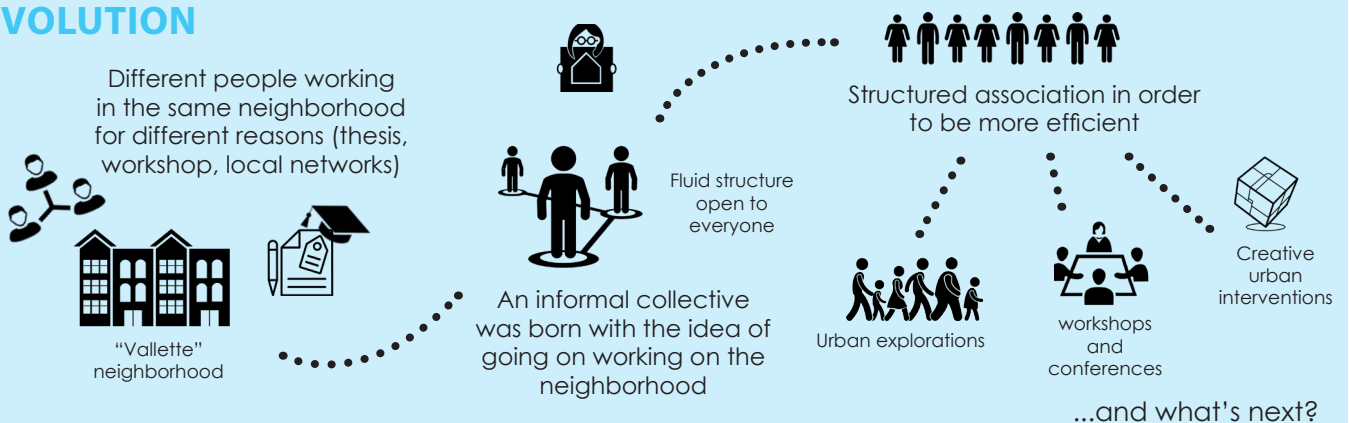 VOLUTION
Different people working
in the same neighborhood
for different reasons (thesis,
workshop, local networks)
“Vallette”
neighborhood
An informal collective
was born with the idea of
going on working on the
neighborhood
Fluid structure
open to
everyone
Structured association in order
to be more efficient
Urban explorations
workshops
and
conferences
Creative
urban
interventions
...and what's next?